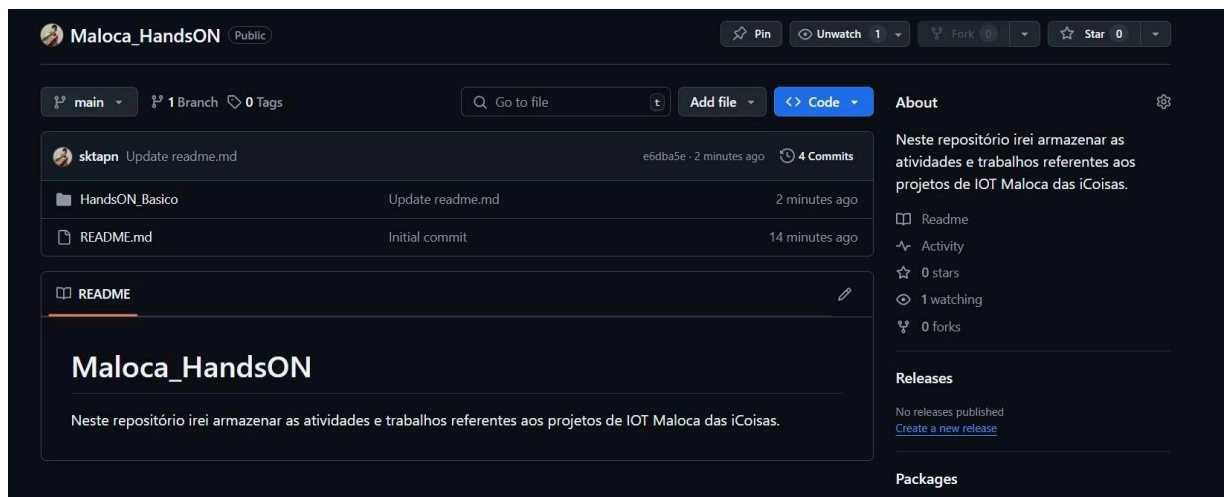 Maloca_HandsON Public
Pin
Unwatch 1
Fork 0
Star 0
main
1 Branch 0 Tags
Go to file t
Add file
<> Code
sktapn Update readme.md e6dba5e · 2 minutes ago 4 Commits
HandsON_Basico Update readme.md 2 minutes ago
README.md Initial commit 14 minutes ago
README
Maloca_HandsON
Neste repositório irei armazenar as atividades e trabalhos referentes aos projetos de IOT Maloca das iCoisas.
About
Neste repositório irei armazenar as
atividades e trabalhos referentes aos
projetos de IOT Maloca das iCoisas.
Readme
Activity
0 stars
1 watching
0 forks
Releases
No releases published
Create a new release
Packages